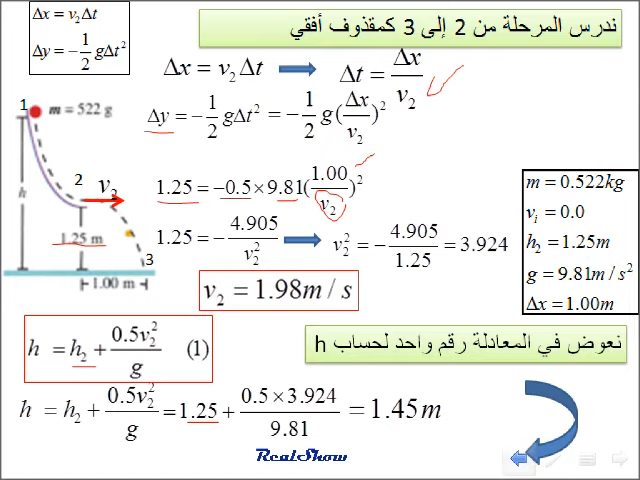 Δx = v₂Δt
Δy = −1/2 gΔt²
ندرس المرحلة من 2 إلى 3 كمقذوف أفقي
Δx = v₂ Δt ➡ Δt = Δx/v₂
Δy = −1/2 gΔt² = −1/2 g(Δx/v₂)²
1 m = 522 g
h
2 v₂
1.25 m
3
1.00 m
1.25 = −0.5 × 9.81(1.00/v₂)²
1.25 = −4.905/v₂² ➡ v₂² = −4.905/1.25 = 3.924
v₂ = 1.98m / s
m = 0.522kg
vᵢ = 0.0
h₂ = 1.25m
g = 9.81m / s²
Δx = 1.00m
h = h₂ + 0.5v₂²/g (1)
نعوض في المعادلة رقم واحد لحساب h
h = h₂ + 0.5v₂²/g = 1.25 + 0.5 × 3.924/9.81 = 1.45 m
RealShow